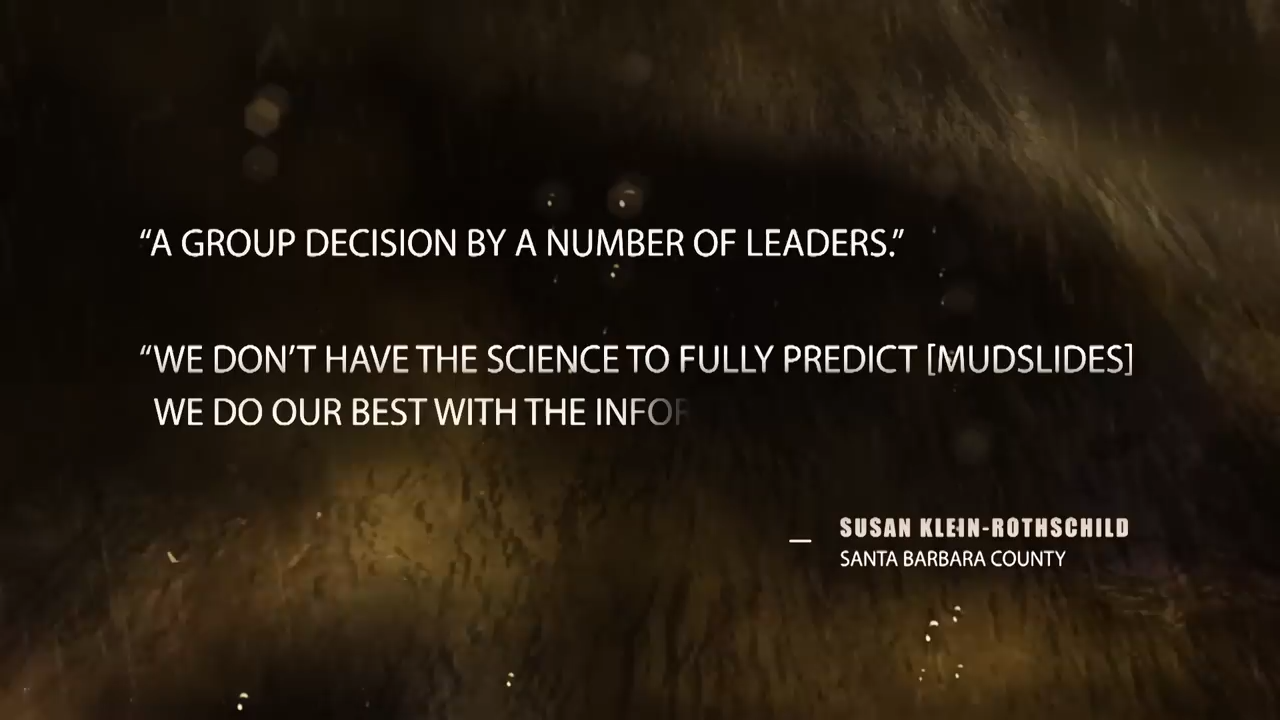 “A GROUP DECISION BY A NUMBER OF LEADERS.”
“WE DON’T HAVE THE SCIENCE TO FULLY PREDICT [MUDSLIDES]
WE DO OUR BEST WITH THE INFOR
— SUSAN KLEIN-ROTHSCHILD
SANTA BARBARA COUNTY